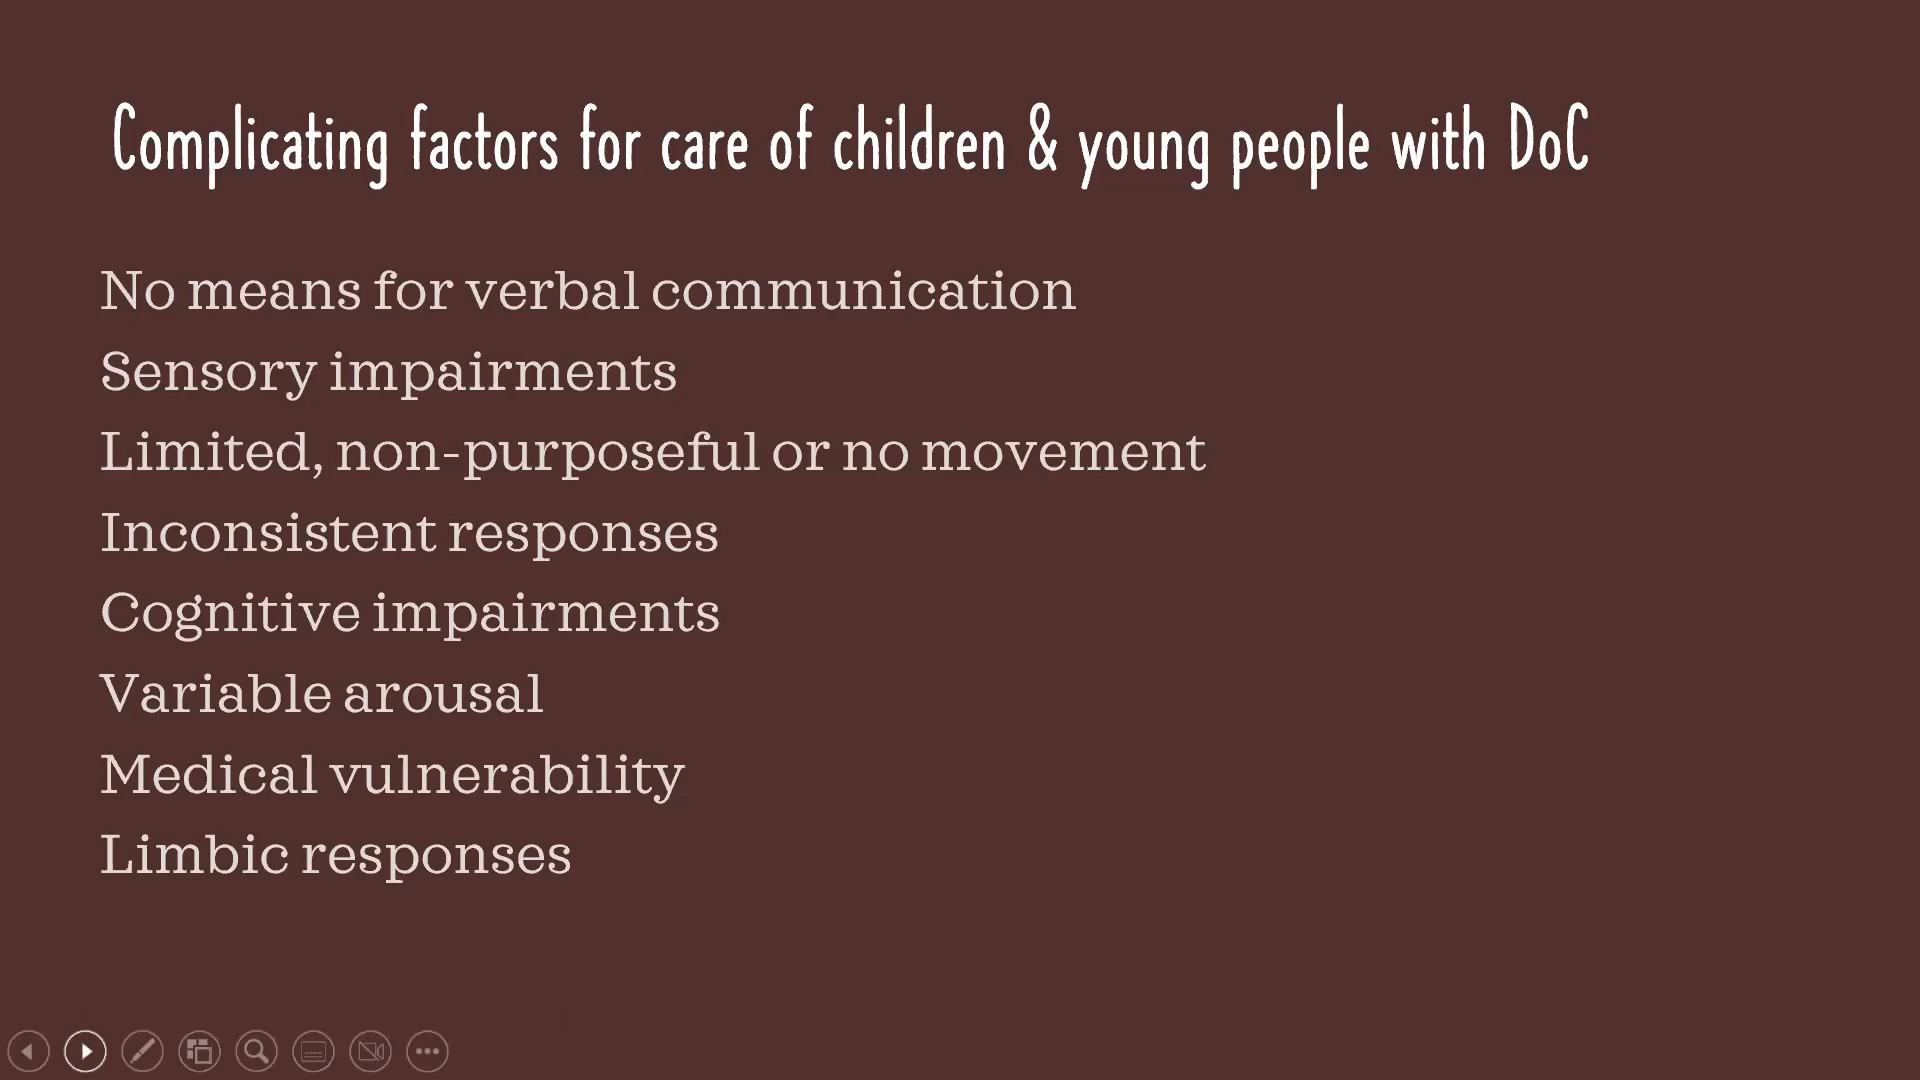 Complicating factors for care of children & young people with DoC
No means for verbal communication
Sensory impairments
Limited, non-purposeful or no movement
Inconsistent responses
Cognitive impairments
Variable arousal
Medical vulnerability
Limbic responses